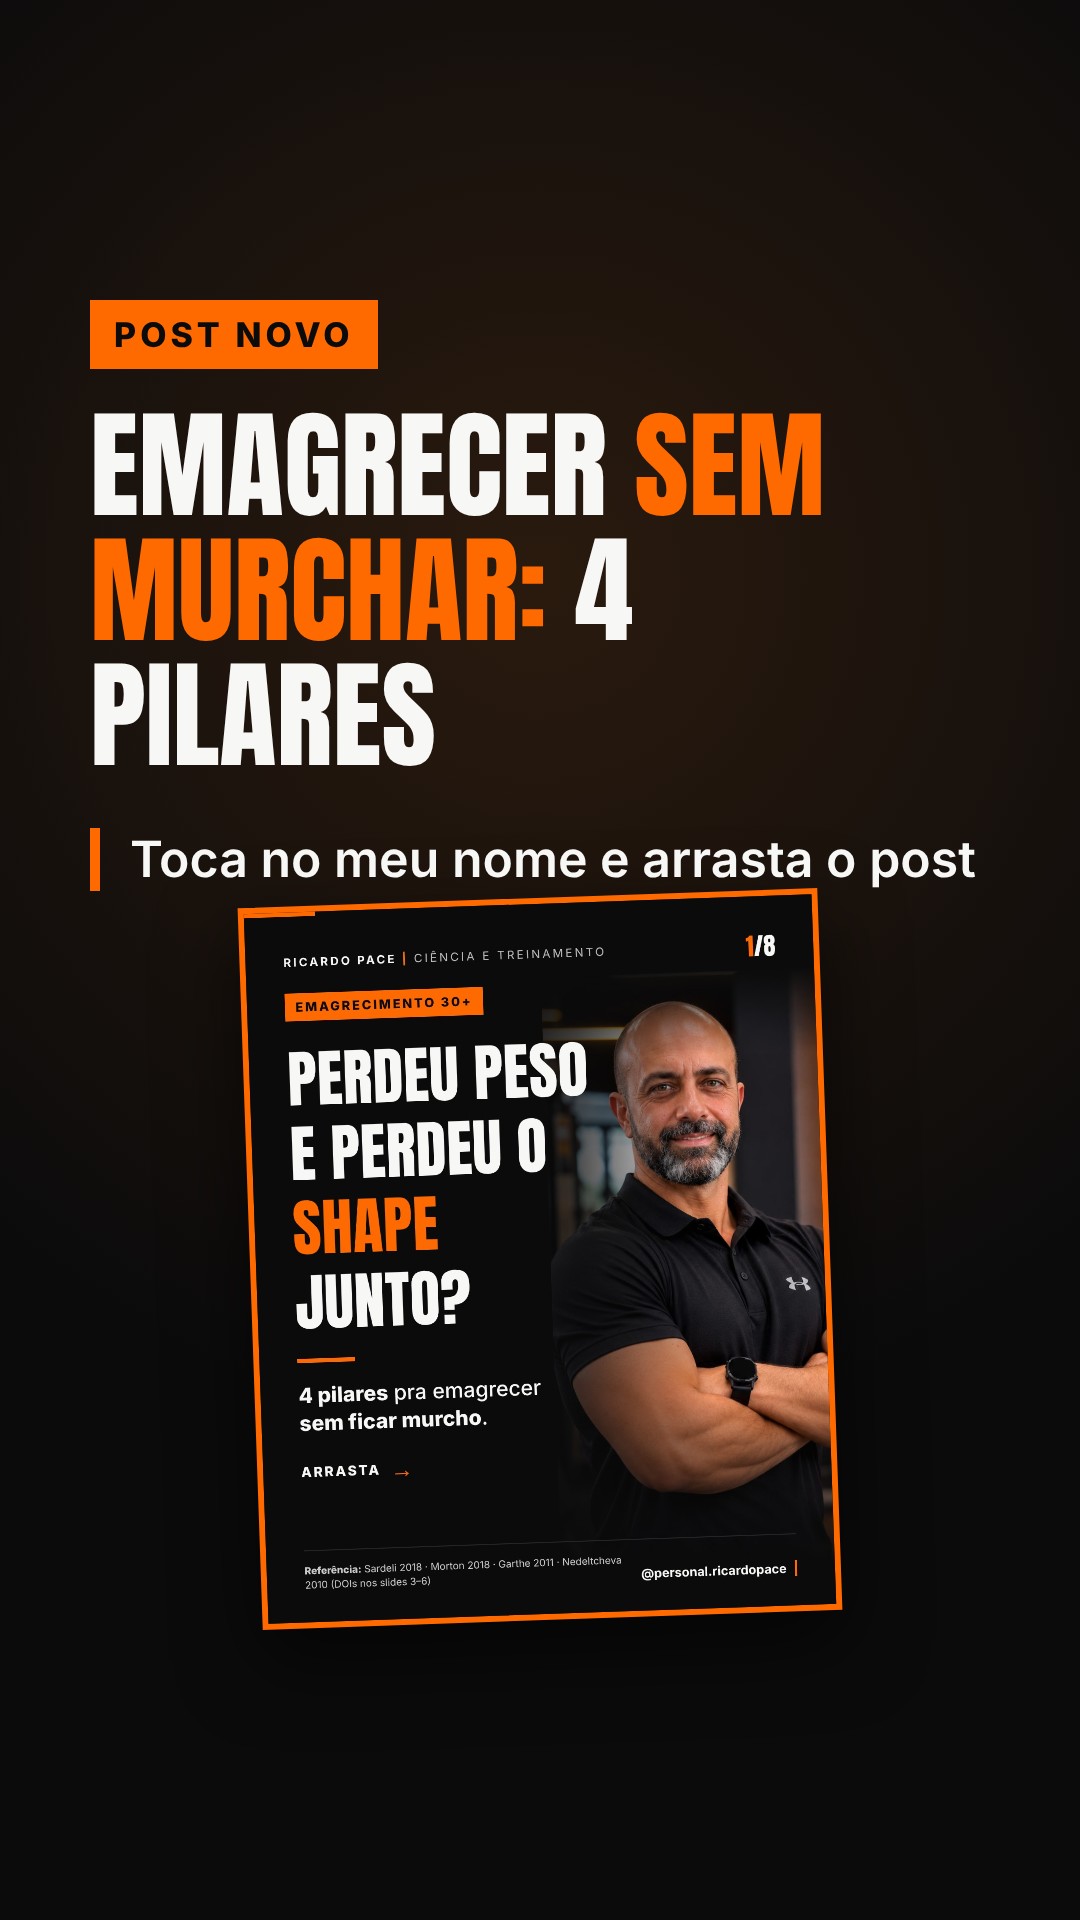 POST NOVO
EMAGRECER SEM
MURCHAR: 4
PILARES
Toca no meu nome e arrasta o post
RICARDO PACE | CIÊNCIA E TREINAMENTO
1/8
EMAGRECIMENTO 30+
PERDEU PESO
E PERDEU O
SHAPE
JUNTO?
4 pilares pra emagrecer
sem ficar murcho.
ARRASTA →
Referência: Sardeli 2018 · Morton 2018 · Garthe 2011 · Nedeltcheva
2010 (DOIs nos slides 3–6)
@personal.ricardopace